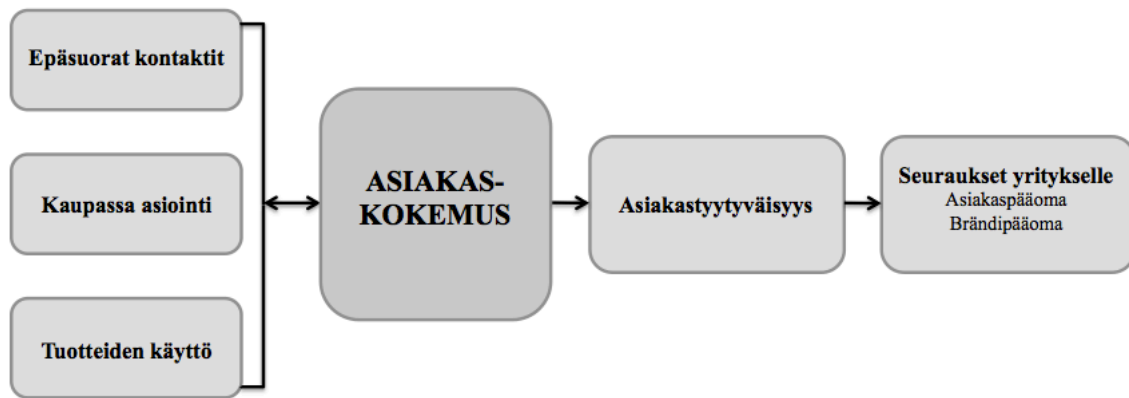 Epäsuorat kontaktit
Kaupassa asiointi
Tuotteiden käyttö
ASIAKAS-
KOKEMUS
Asiakastyytyväisyys
Seuraukset yritykselle
Asiakaspääoma
Brändipääoma